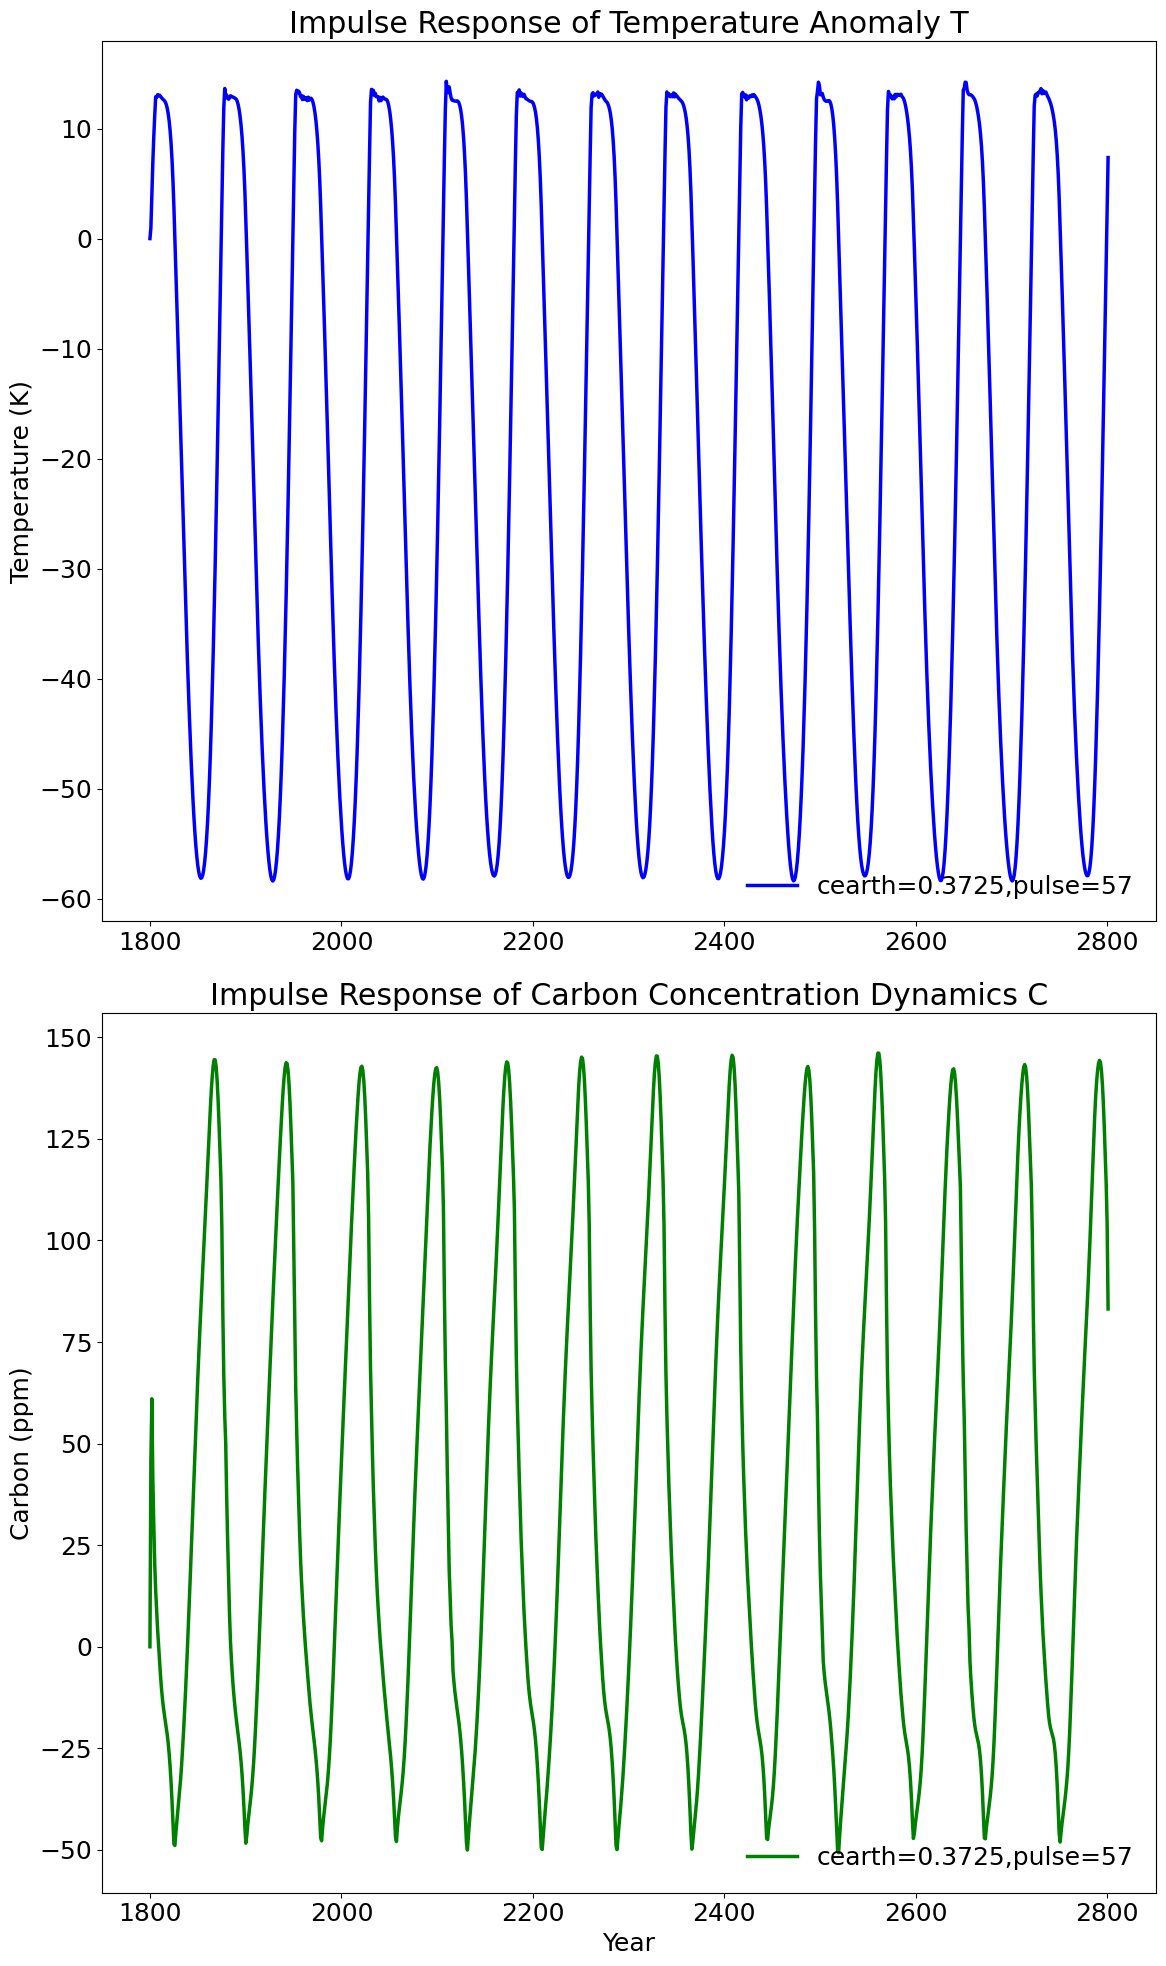 Impulse Response of Temperature Anomaly T
10
0
−10
−20
−30
−40
−50
−60
Temperature (K)
cearth=0.3725,pulse=57
1800 2000 2200 2400 2600 2800
Impulse Response of Carbon Concentration Dynamics C
150
125
100
75
50
25
0
−25
−50
Carbon (ppm)
cearth=0.3725,pulse=57
1800 2000 2200 2400 2600 2800
Year